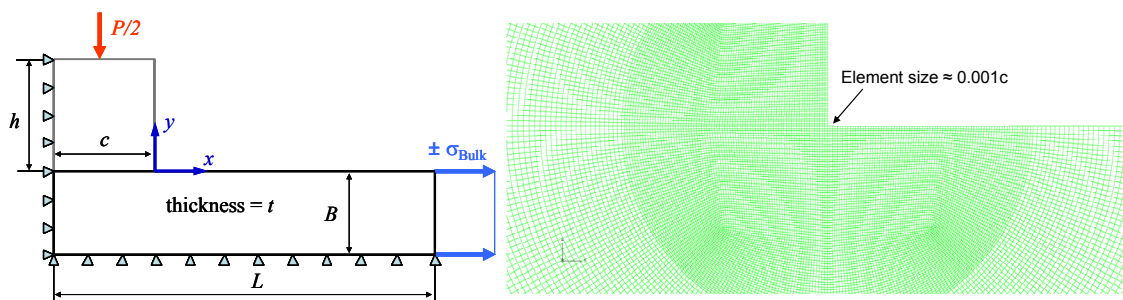 P/2
h
y
c
x
± σBulk
thickness = t
B
L
Element size ≈ 0.001c